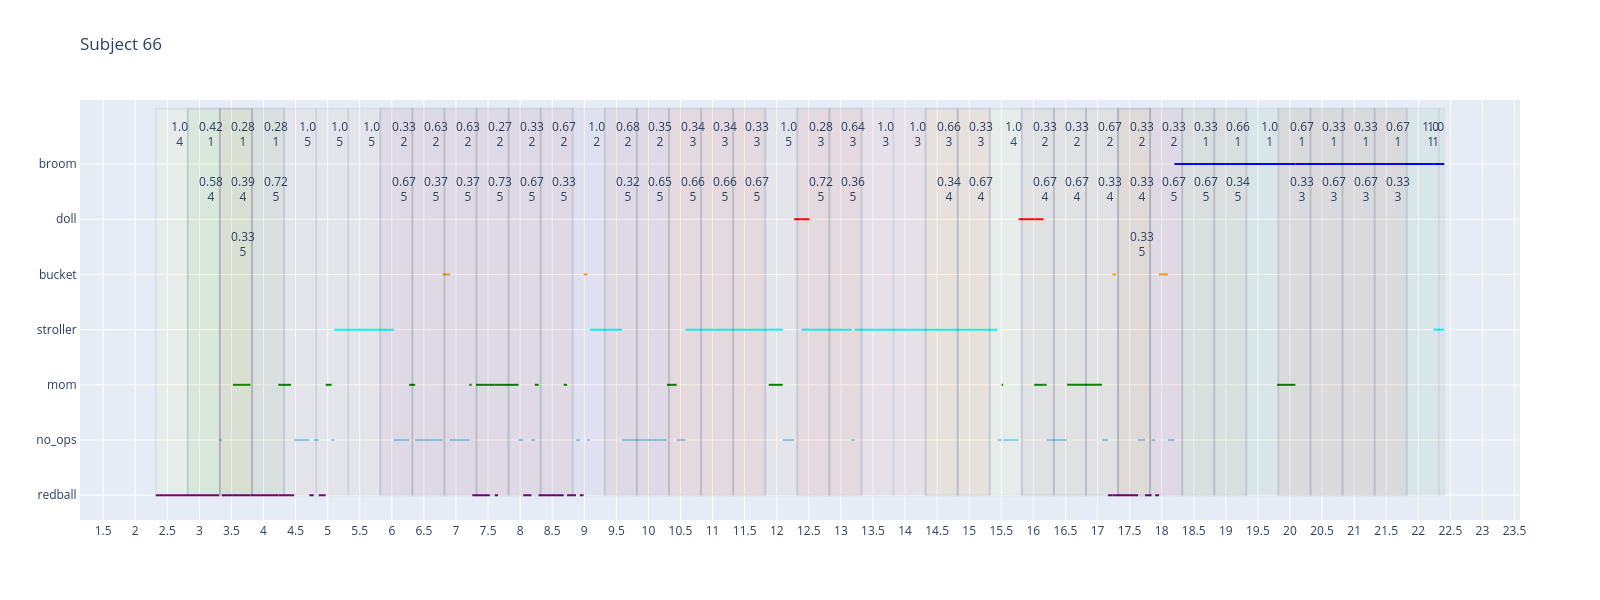 Subject 66
1.0 0.42 0.28 0.28 1.0 1.0 1.0 0.33 0.63 0.63 0.27 0.33 0.67 1.0 0.68 0.35 0.34 0.34 0.33 1.0 0.28 0.64 1.0 1.0 0.66 0.33 1.0 0.33 0.33 0.67 0.33 0.33 0.33 0.66 1.0 0.67 0.33 0.33 0.67 1.0 1.0
4 1 1 1 5 5 5 2 2 2 2 2 2 2 2 2 3 3 3 5 3 3 3 3 3 3 4 2 2 2 2 2 1 1 1 1 1 1 1 1 1
broom
0.58 0.39 0.72 0.67 0.37 0.37 0.73 0.67 0.33 0.32 0.65 0.66 0.66 0.67 0.72 0.36 0.34 0.67 0.67 0.67 0.33 0.33 0.67 0.67 0.34 0.33 0.67 0.67 0.33
4 4 5 5 5 5 5 5 5 5 5 5 5 5 5 5 4 4 4 4 4 4 5 5 5 3 3 3 3
doll
0.33 0.33
5 5
bucket
stroller
mom
no_ops
redball
1.5 2 2.5 3 3.5 4 4.5 5 5.5 6 6.5 7 7.5 8 8.5 9 9.5 10 10.5 11 11.5 12 12.5 13 13.5 14 14.5 15 15.5 16 16.5 17 17.5 18 18.5 19 19.5 20 20.5 21 21.5 22 22.5 23 23.5